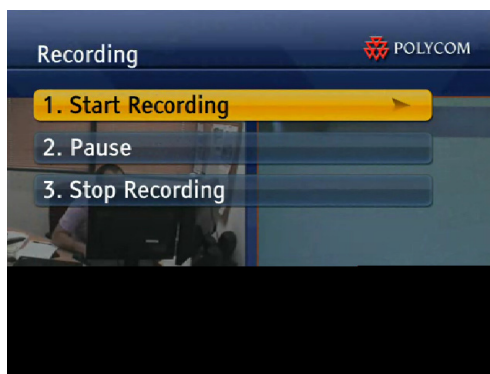 Recording
POLYCOM
1. Start Recording
2. Pause
3. Stop Recording